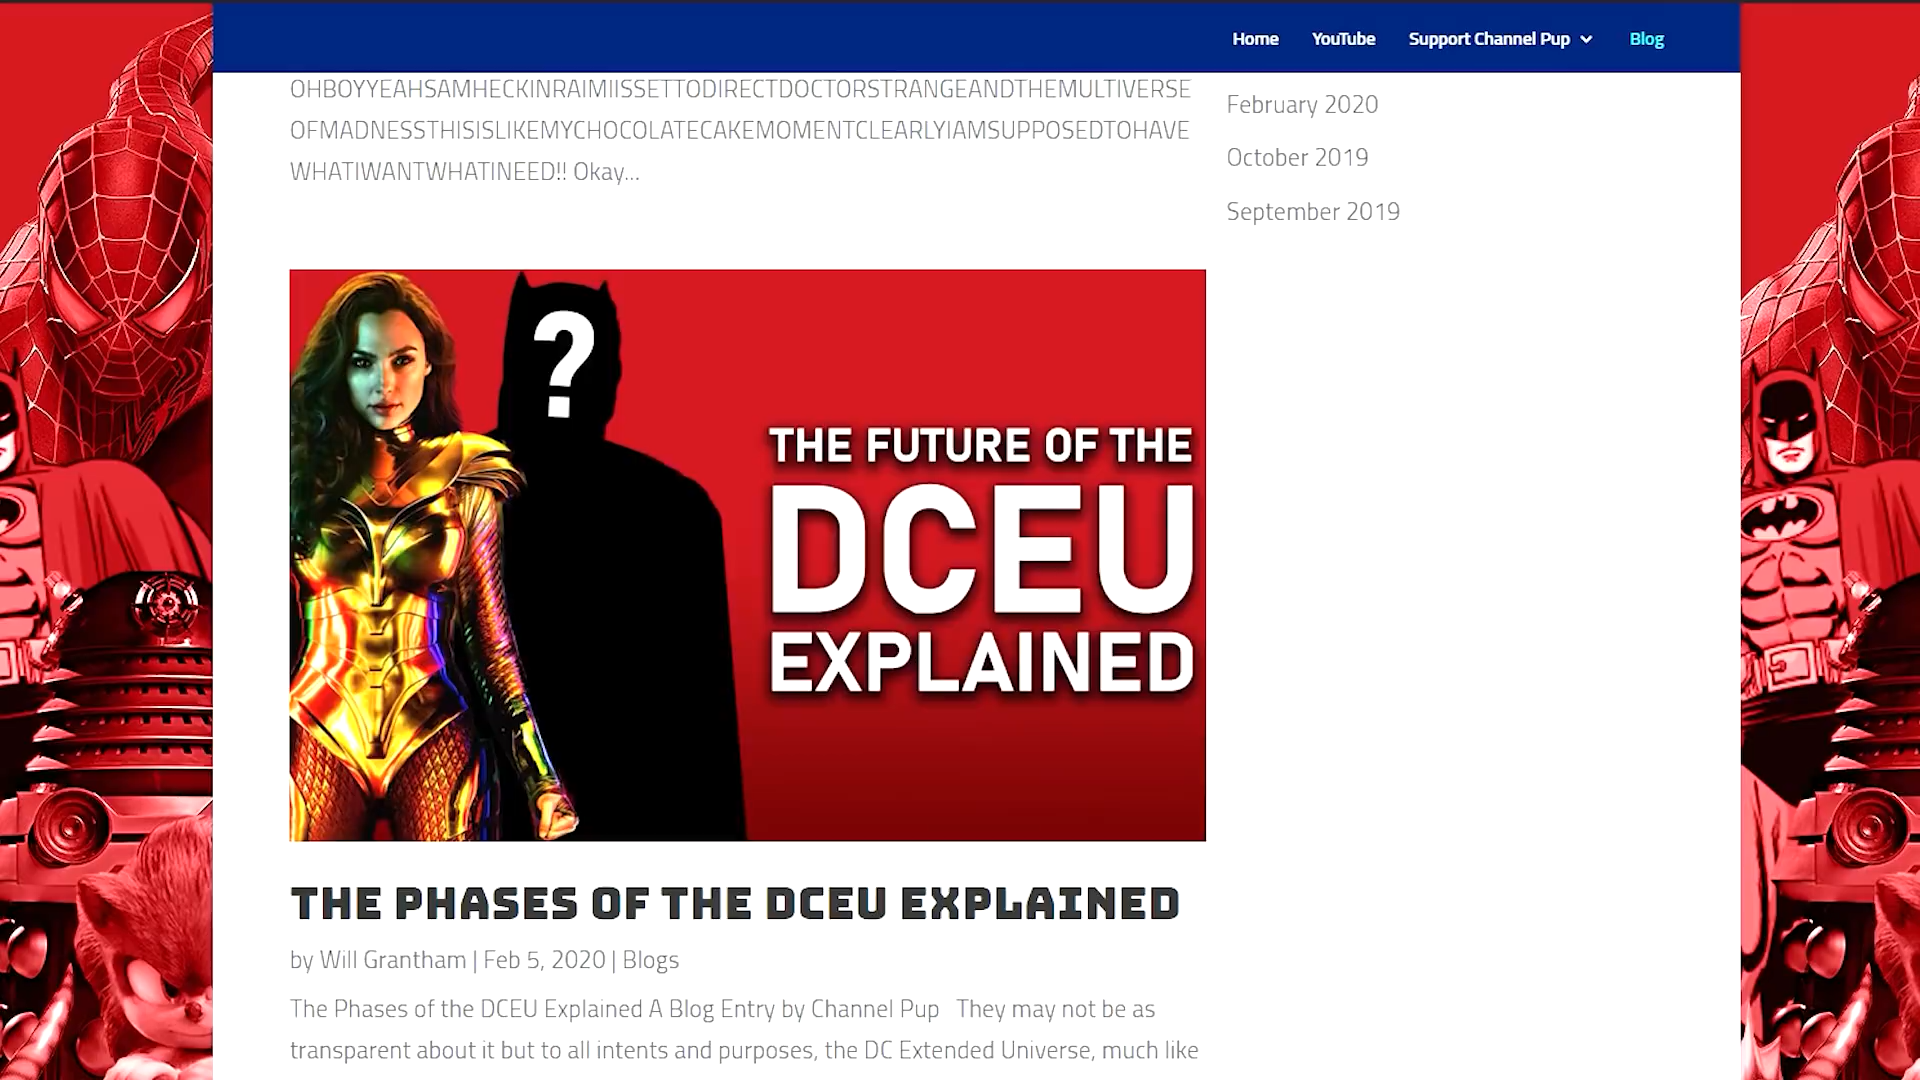 Home YouTube Support Channel Pup Blog
OHBOYYEAHSAMHECKINRAIMIISSETTODIRECTDOCTORSTRANGEANDTHEMULTIVERSE
OFMADNESSTHISISLIKEMYCHOCOLATECAKEMOMENTCLEARLYIAMSUPPOSEDTOHAVE
WHATIWANTWHATINEED!! Okay...
February 2020
October 2019
September 2019
?
THE FUTURE OF THE
DCEU
EXPLAINED
THE PHASES OF THE DCEU EXPLAINED
by Will Grantham | Feb 5, 2020 | Blogs
The Phases of the DCEU Explained A Blog Entry by Channel Pup They may not be as
transparent about it but to all intents and purposes, the DC Extended Universe, much like